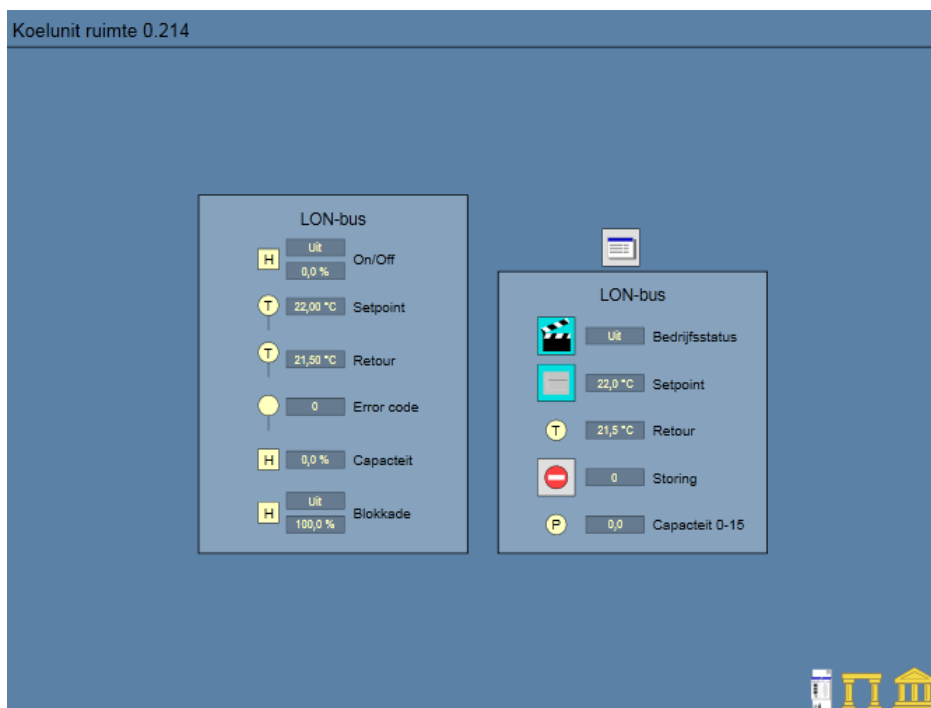 Koelunit ruimte 0.214
LON-bus
H
Uit
0,0 %
On/Off
T
22,00 °C
Setpoint
T
21,50 °C
Retour
0
Error code
H
0,0 %
Capacteit
H
Uit
100,0 %
Blokkade
LON-bus
Uit
Bedrijfsstatus
22,0 °C
Setpoint
T
21,5 °C
Retour
0
Storing
P
0,0
Capacteit 0-15